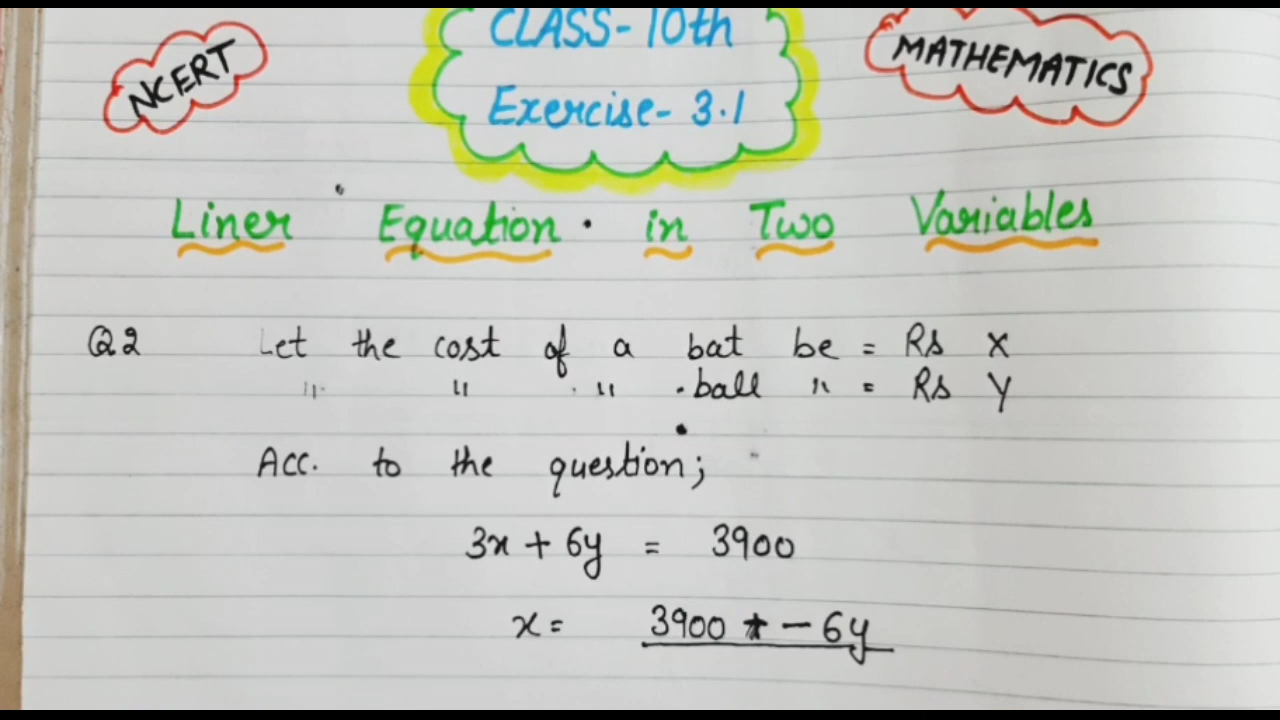 NCERT
CLASS-10th
Exercise-3.1
MATHEMATICS
Liner Equation in Two Variables
Q2 Let the cost of a bat be = Rs x
" " " ball " = Rs y
Acc. to the question;
3x + 6y = 3900
x = 3900 - 6y